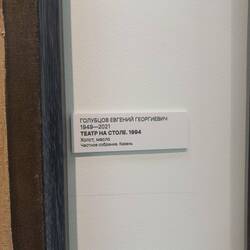 ГОЛУБЦОВ ЕВГЕНИЙ ГЕОРГИЕВИЧ
1949—2021
ТЕАТР НА СТОЛЕ. 1994
Холст, масло
Частное собрание, Казань